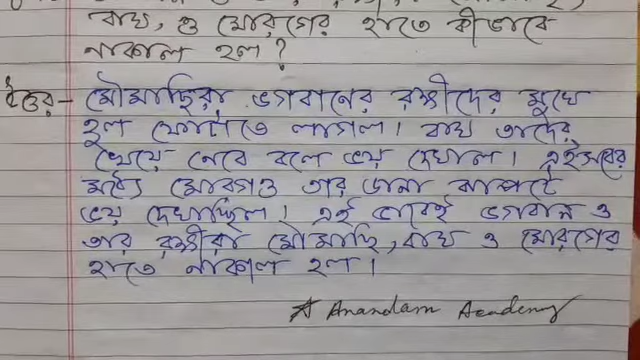 বাঘ, ও মোরগের হাতে কীভাবে
নাকাল হল?
উত্তর- মৌমাছিরা ভগবানের রক্ষীদের মুখে
হুল ফোটাতে লাগল। বাঘ তাদের
খেয়ে নেবে বলে ভয় দেখাল। এইসবের
মধ্যে মোরগও তার ডানা ঝাপটে
ভয় দেখাচ্ছিল। এই ভাবেই ভগবান ও
তার রক্ষীরা মৌমাছি, বাঘ ও মোরগের
হাতে নাকাল হল।
A Anandam Academy